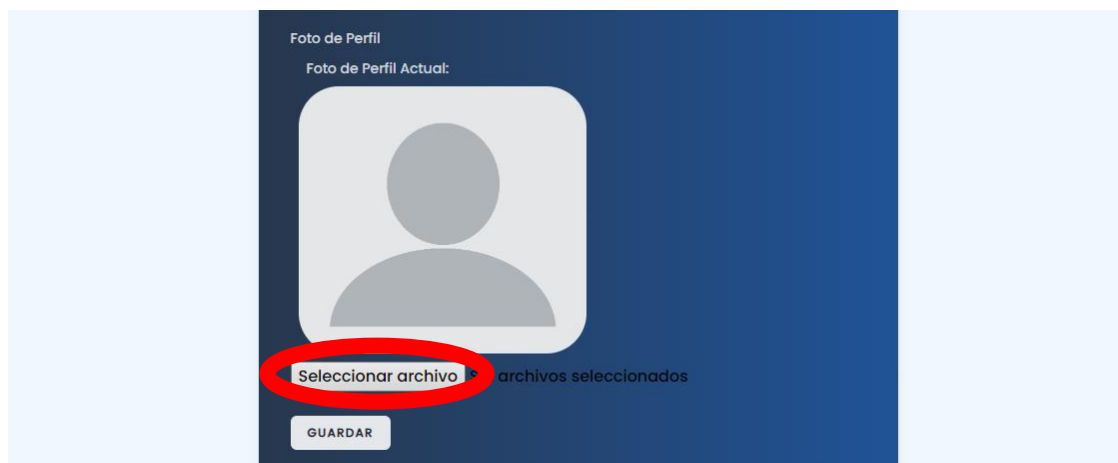 Foto de Perfil
Foto de Perfil Actual:
Seleccionar archivo archivos seleccionados
GUARDAR